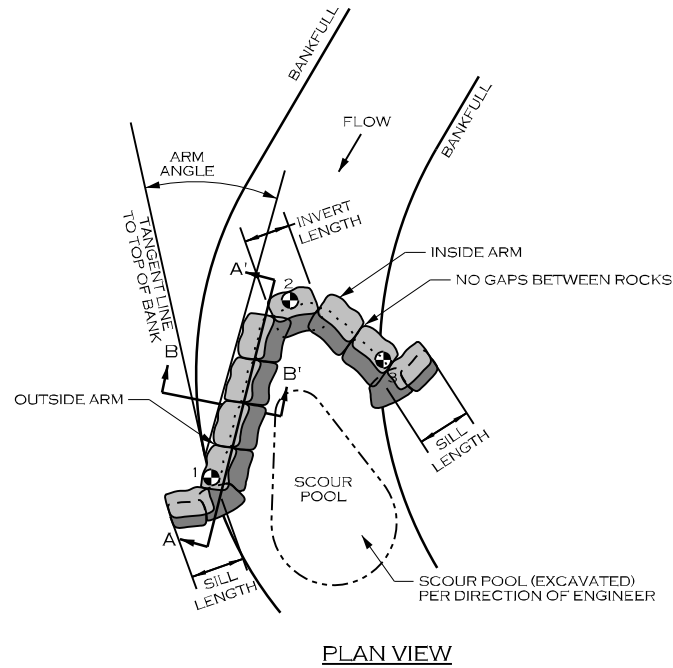 BANKFULL
BANKFULL
FLOW
ARM
ANGLE
TANGENT LINE
TO TOP OF BANK
INVERT
LENGTH
INSIDE ARM
NO GAPS BETWEEN ROCKS
A'
2
B
B'
3
OUTSIDE ARM
SILL
LENGTH
1
SCOUR
POOL
A
SILL
LENGTH
SCOUR POOL (EXCAVATED)
PER DIRECTION OF ENGINEER
PLAN VIEW